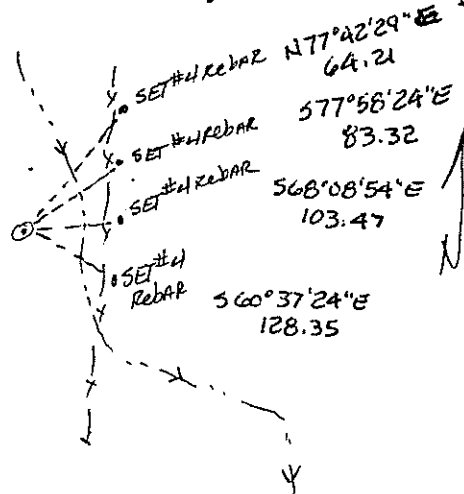 SET #4 RebAR N77°42'29"E
64.21
SET #4 RebAR S77°58'24"E
83.32
SET #4 RebAR S68°08'54"E
103.47
SET #4
RebAR S60°37'24"E
128.35
N